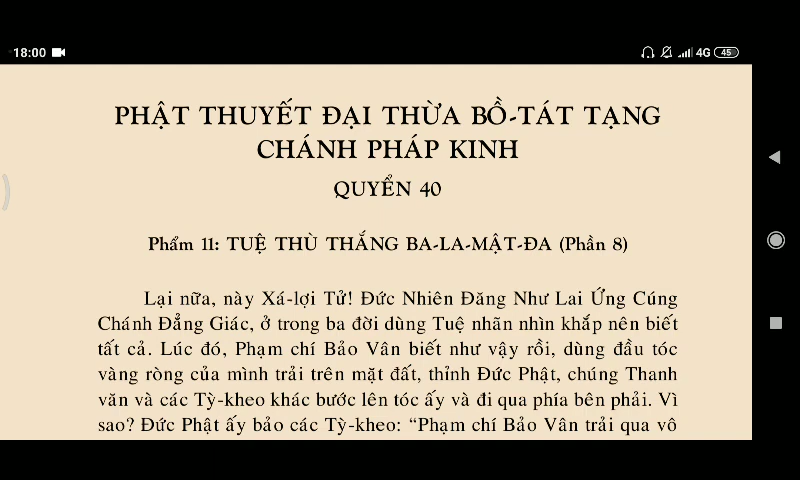 18:00
4G 45
PHẬT THUYẾT ĐẠI THỪA BỒ-TÁT TẠNG
CHÁNH PHÁP KINH
QUYỂN 40
Phẩm 11: TUỆ THÙ THẮNG BA-LA-MẬT-ĐA (Phần 8)
Lại nữa, này Xá-lợi Tử! Đức Nhiên Đăng Như Lai Ứng Cúng
Chánh Đẳng Giác, ở trong ba đời dùng Tuệ nhãn nhìn khắp nên biết
tất cả. Lúc đó, Phạm chí Bảo Vân biết như vậy rồi, dùng đầu tóc
vàng ròng của mình trải trên mặt đất, thỉnh Đức Phật, chúng Thanh
văn và các Tỳ-kheo khác bước lên tóc ấy và đi qua phía bên phải. Vì
sao? Đức Phật ấy bảo các Tỳ-kheo: “Phạm chí Bảo Vân trải qua vô